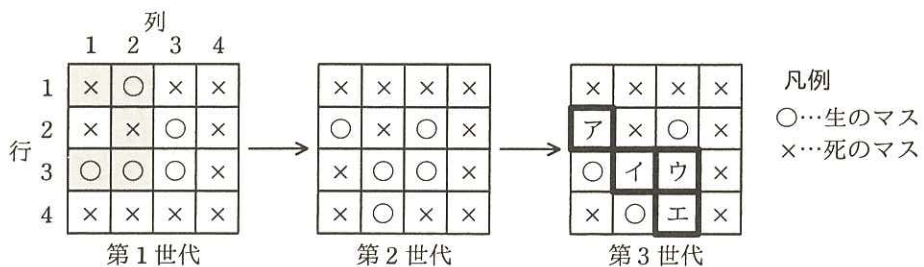 列
1 2 3 4 1 2 3 4 行
× ○ × ×
× × ○ ×
○ ○ ○ ×
× × × ×
第1世代
× × × ×
○ × ○ ×
× ○ ○ ×
× ○ × ×
第2世代
× × × ×
ア × ○ ×
○ イ ウ ×
× ○ エ ×
第3世代
凡例
○…生のマス
×…死のマス